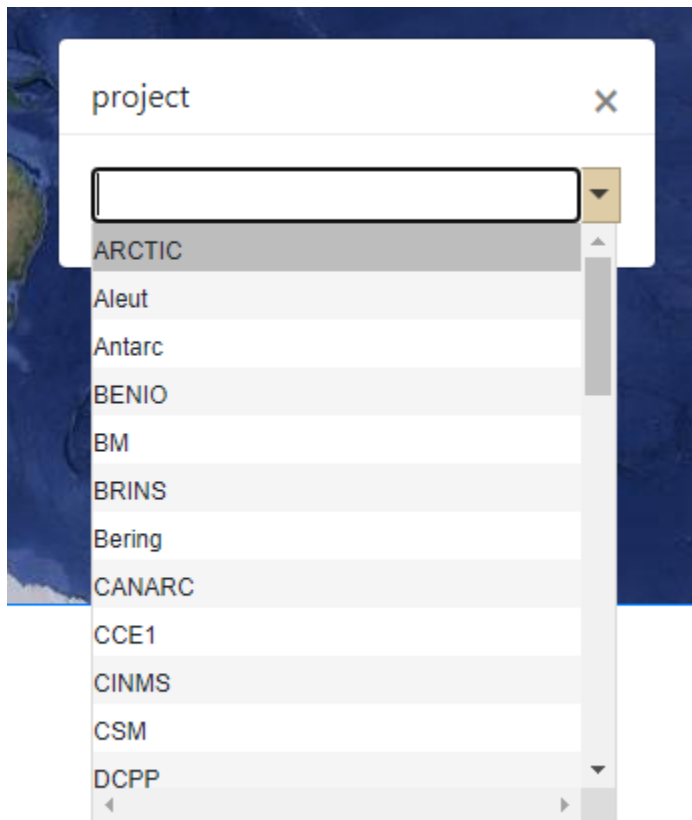 project
ARCTIC
Aleut
Antarc
BENIO
BM
BRINS
Bering
CANARC
CCE1
CINMS
CSM
DCPP